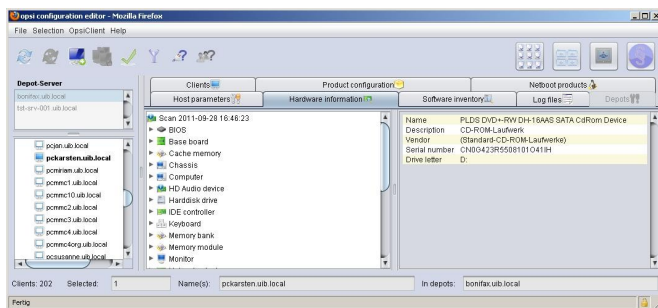 opsi configuration editor - Mozilla Firefox
File Selection OpsiClient Help
Depot-Server
bonifax.uib.local
tst-srv-001.uib.local
Clients
Product configuration
Netboot products
Host parameters
Hardware information
Software inventory
Log files
Depots
pcjan.uib.local
pckarsten.uib.local
pcmiriam.uib.local
pcmmc1.uib.local
pcmmc10.uib.local
pcmmc2.uib.local
pcmmc3.uib.local
pcmmc4.uib.local
pcmmc4org.uib.local
pcsusanne.uib.local
Scan 2011-09-28 16:46:23
BIOS
Base board
Cache memory
Chassis
Computer
HD Audio device
Harddisk drive
IDE controller
Keyboard
Memory bank
Memory module
Monitor
Name PLDS DVD+-RW DH-16AAS SATA CdRom Device
Description CD-ROM-Laufwerk
Vendor (Standard-CD-ROM-Laufwerke)
Serial number CN0G423R5508101O41IH
Drive letter D:
Clients: 202 Selected: 1 Name(s): pckarsten.uib.local In depots: bonifax.uib.local
Fertig